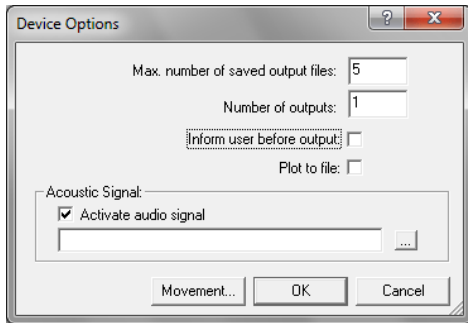 Device Options
Max. number of saved output files: 5
Number of outputs: 1
Inform user before output:
Plot to file:
Acoustic Signal:
Activate audio signal
...
Movement... OK Cancel